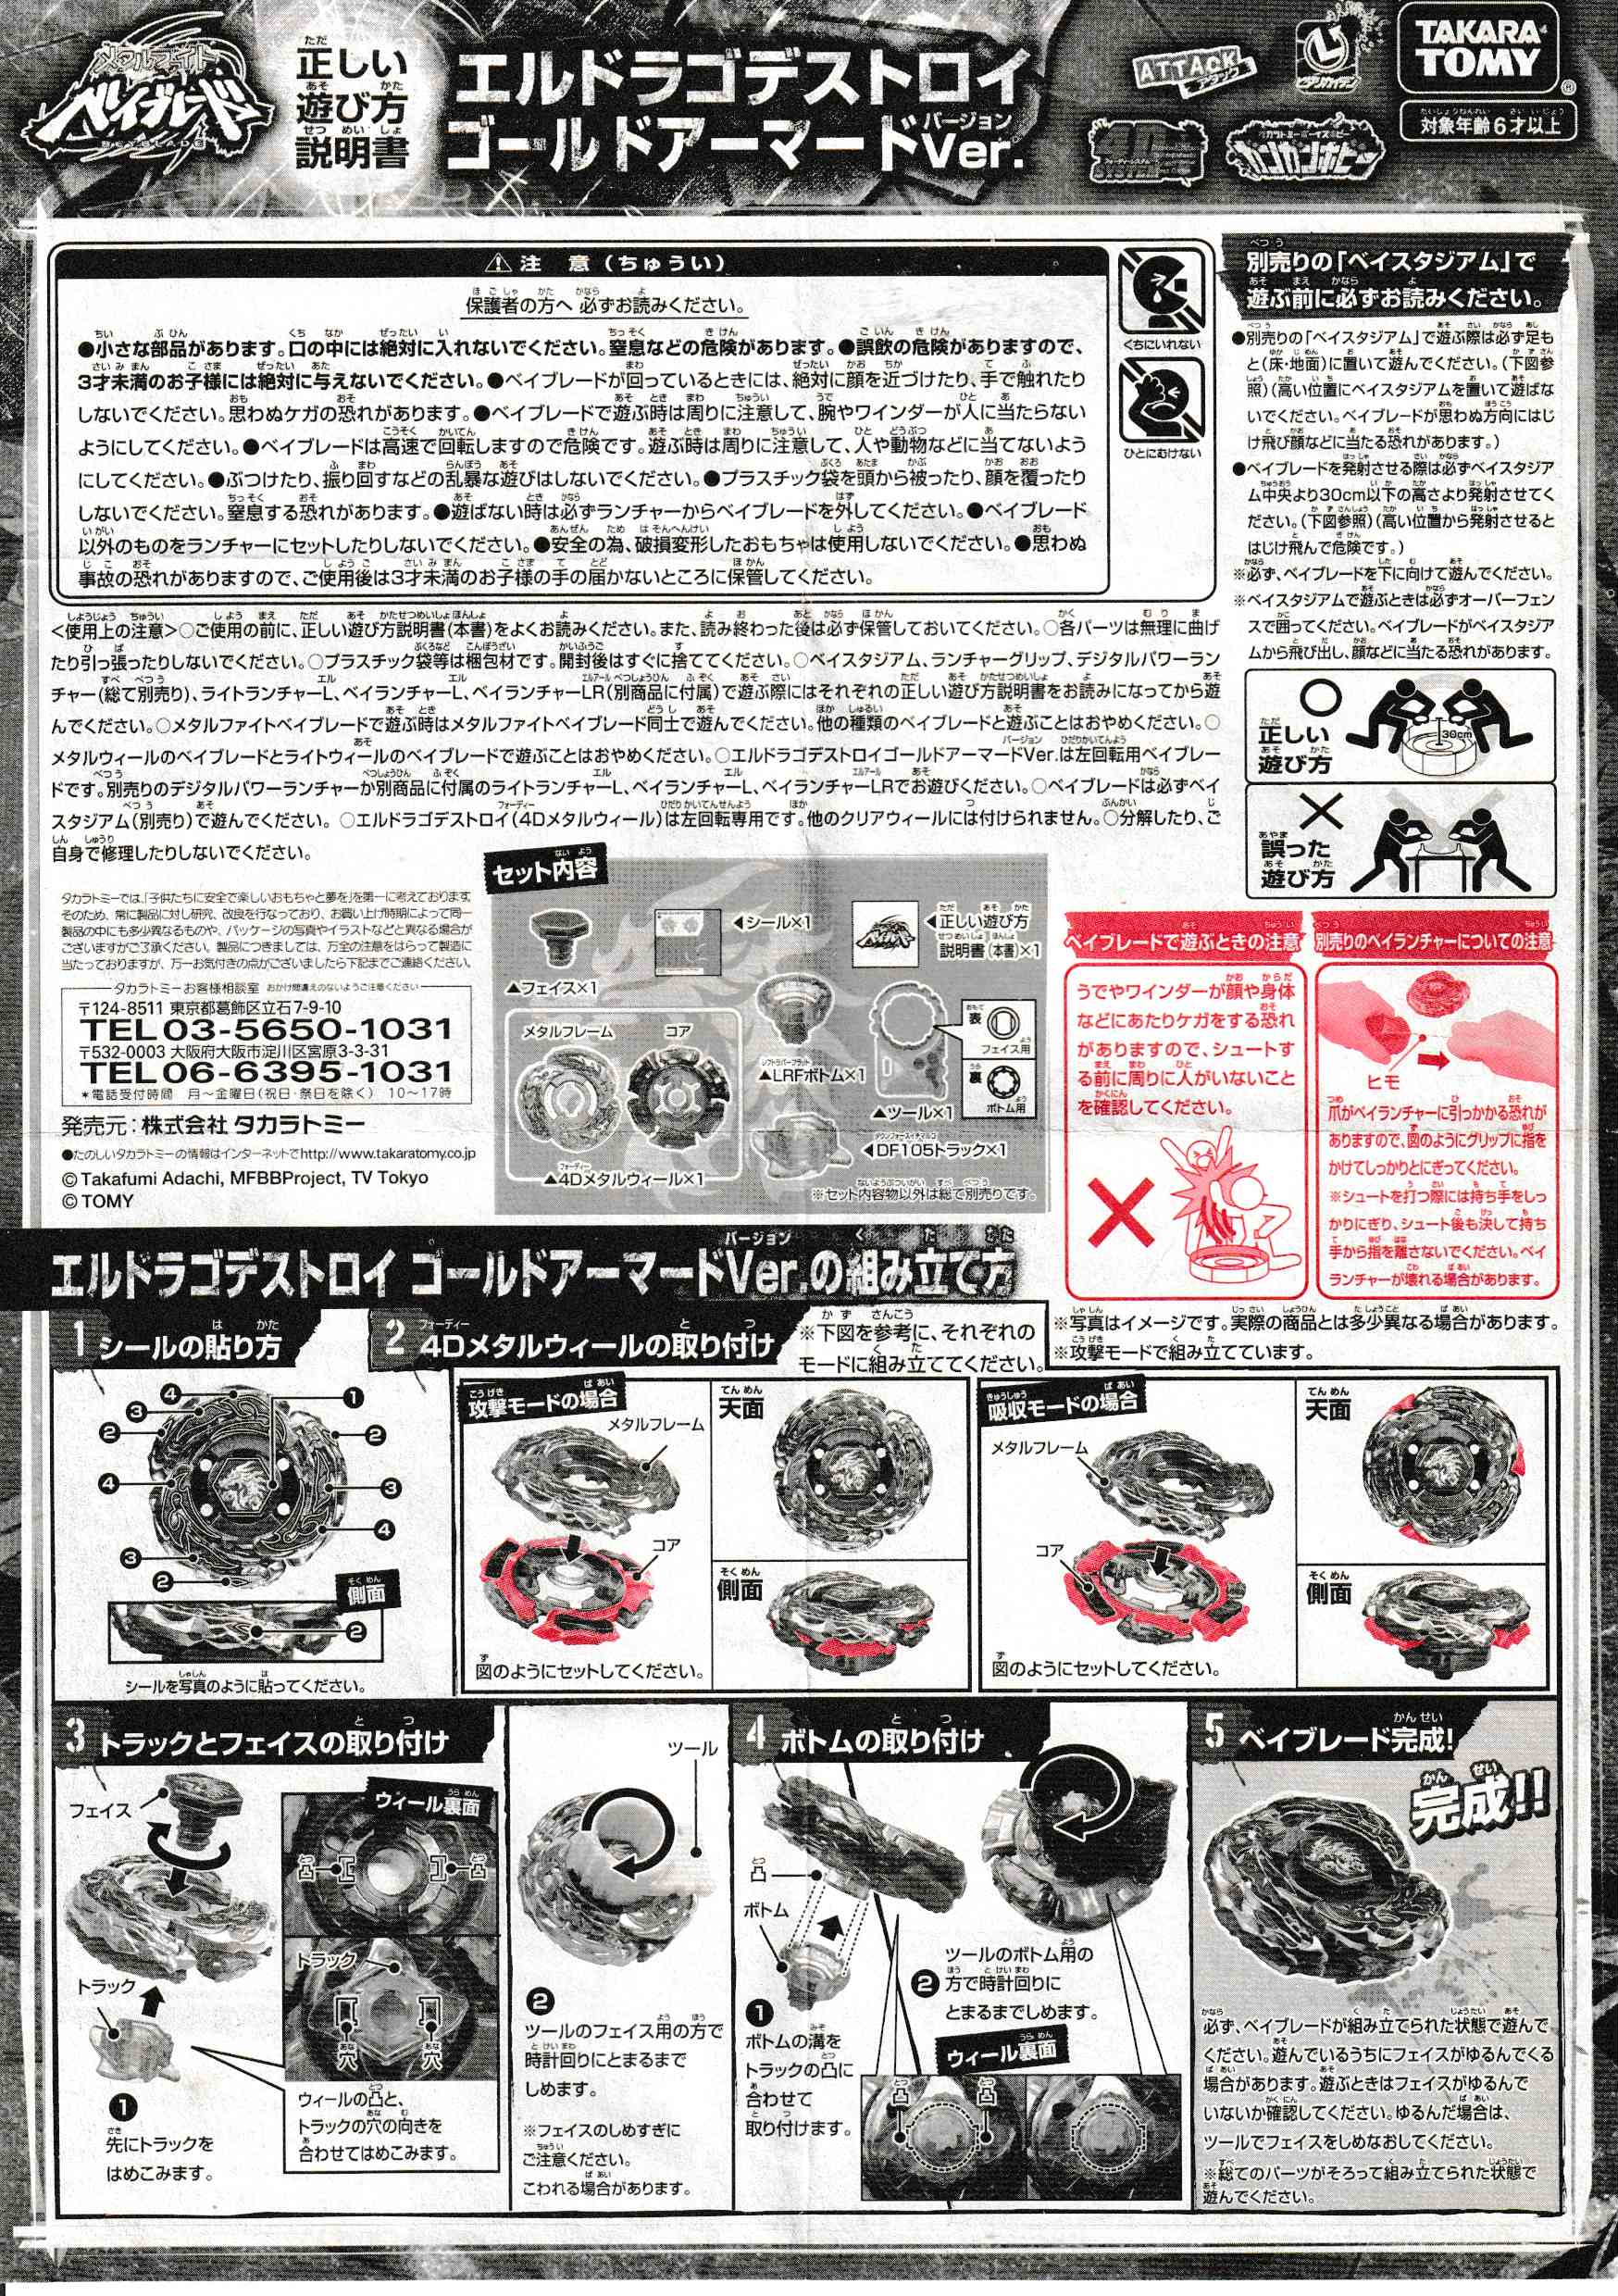 メタルファイト
ベイブレード
BEYBLADE
正しい
遊び方
説明書
エルドラゴデストロイ
ゴールドアーマードVer.
ATTACK
アタック
TAKARA
TOMY
対象年齢6才以上
4D
SYSTEM
カンカンホビー
⚠注 意(ちゅうい)
保護者の方へ 必ずお読みください。
●小さな部品があります。口の中には絶対に入れないでください。窒息などの危険があります。●誤飲の危険がありますので、
3才未満のお子様には絶対に与えないでください。●ベイブレードが回っているときには、絶対に顔を近づけたり、手で触れたり
しないでください。思わぬケガの恐れがあります。●ベイブレードで遊ぶ時は周りに注意して、腕やワインダーが人に当たらない
ようにしてください。●ベイブレードは高速で回転しますので危険です。遊ぶ時は周りに注意して、人や動物などに当てないよう
にしてください。●ぶつけたり、振り回すなどの乱暴な遊びはしないでください。●プラスチック袋を頭から被ったり、顔を覆ったり
しないでください。窒息する恐れがあります。●遊ばない時は必ずランチャーからベイブレードを外してください。●ベイブレード
以外のものをランチャーにセットしたりしないでください。●安全の為、破損変形したおもちゃは使用しないでください。●思わぬ
事故の恐れがありますので、ご使用後は3才未満のお子様の手の届かないところに保管してください。
くちにいれない
ひとにむけない
<使用上の注意>○ご使用の前に、正しい遊び方説明書(本書)をよくお読みください。また、読み終わった後は必ず保管しておいてください。○各パーツは無理に曲げ
たり引っ張ったりしないでください。○プラスチック袋等は梱包材です。開封後はすぐに捨ててください。○ベイスタジアム、ランチャーグリップ、デジタルパワーラン
チャー(総て別売り)、ライトランチャーL、ベイランチャーL、ベイランチャーLR(別商品に付属)で遊ぶ際にはそれぞれの正しい遊び方説明書をお読みになってから遊
んでください。○メタルファイトベイブレードで遊ぶ時はメタルファイトベイブレード同士で遊んでください。他の種類のベイブレードと遊ぶことはおやめください。○
メタルウィールのベイブレードとライトウィールのベイブレードで遊ぶことはおやめください。○エルドラゴデストロイゴールドアーマードVer.は左回転用ベイブレー
ドです。別売りのデジタルパワーランチャーか別商品に付属のライトランチャーL、ベイランチャーL、ベイランチャーLRでお遊びください。○ベイブレードは必ずベイ
スタジアム(別売り)で遊んでください。 ○エルドラゴデストロイ(4Dメタルウィール)は左回転専用です。他のクリアウィールには付けられません。○分解したり、ご
自身で修理したりしないでください。
別売りの「ベイスタジアム」で
遊ぶ前に必ずお読みください。
●別売りの「ベイスタジアム」で遊ぶ際は必ず足も
と(床・地面)に置いて遊んでください。(下図参
照)(高い位置にベイスタジアムを置いて遊ばな
いでください。ベイブレードが思わぬ方向にはじ
け飛び顔などに当たる恐れがあります。)
●ベイブレードを発射させる際は必ずベイスタジア
ム中央より30cm以下の高さより発射させてく
ださい。(下図参照)(高い位置から発射させると
はじけ飛んで危険です。)
※必ず、ベイブレードを下に向けて遊んでください。
※ベイスタジアムで遊ぶときは必ずオーバーフェン
スで囲ってください。ベイブレードがベイスタジア
ムから飛び出し、顔などに当たる恐れがあります。
正しい
遊び方
30cm
誤った
遊び方
タカラトミーでは、「子供たちに安全で楽しいおもちゃと夢を」を第一に考えております。
そのため、常に製品に対し研究、改良を行なっており、お買い上げ時期によって同一
製品の中にも多少異なるものや、パッケージの写真やイラストなどと異なる場合が
ございますがご了承ください。製品につきましては、万全の注意をはらって製造に
当たっておりますが、万一お気付きの点がございましたら下記までご連絡ください。
タカラトミーお客様相談室 おかけ間違えのないようご注意ください
〒124-8511 東京都葛飾区立石7-9-10
TEL 03-5650-1031
〒532-0003 大阪府大阪市淀川区宮原3-3-31
TEL 06-6395-1031
*電話受付時間 月〜金曜日(祝日・祭日を除く) 10〜17時
発売元:株式会社 タカラトミー
●たのしいタカラトミーの情報はインターネットでhttp://www.takaratomy.co.jp
© Takafumi Adachi, MFBBProject, TV Tokyo
© TOMY
セット内容
▲フェイス×1
◀シール×1
◀正しい遊び方
説明書(本書)×1
メタルフレーム
コア
▲4Dメタルウィール×1
▲LRFボトム×1
▲ツール×1
表
フェイス用
裏
ボトム用
◀DF105トラック×1
※セット内容物以外は総て別売りです。
ベイブレードで遊ぶときの注意
うでやワインダーが顔や身体
などにあたりケガをする恐れ
がありますので、シュートす
る前に周りに人がいないこと
を確認してください。
別売りのベイランチャーについての注意
ヒモ
爪がベイランチャーに引っかかる恐れが
ありますので、図のようにグリップに指を
かけてしっかりとにぎってください。
※シュートを打つ際には持ち手をしっ
かりにぎり、シュート後も決して持ち
手から指を離さないでください。ベイ
ランチャーが壊れる場合があります。
エルドラゴデストロイ ゴールドアーマードVer.の組み立て方
※写真はイメージです。実際の商品とは多少異なる場合があります。
※攻撃モードで組み立てています。
1 シールの貼り方
④
③
②
④
③
②
①
②
③
④
側面
②
シールを写真のように貼ってください。
2 4Dメタルウィールの取り付け
※下図を参考に、それぞれの
モードに組み立ててください。
攻撃モードの場合
メタルフレーム
コア
図のようにセットしてください。
天面
側面
吸収モードの場合
メタルフレーム
コア
図のようにセットしてください。
天面
側面
3 トラックとフェイスの取り付け
フェイス
トラック
①
先にトラックを
はめこみます。
ウィール裏面
凸
凸
トラック
穴
穴
ウィールの凸と、
トラックの穴の向きを
合わせてはめこみます。
ツール
②
ツールのフェイス用の方で
時計回りにとまるまで
しめます。
※フェイスのしめすぎに
ご注意ください。
こわれる場合があります。
4 ボトムの取り付け
凸
ボトム
①
ボトムの溝を
トラックの凸に
合わせて
取り付けます。
ツールのボトム用の
② 方で時計回りに
とまるまでしめます。
ウィール裏面
凸
凸
5 ベイブレード完成!
完成!!
必ず、ベイブレードが組み立てられた状態で遊んで
ください。遊んでいるうちにフェイスがゆるんでくる
場合があります。遊ぶときはフェイスがゆるんで
いないか確認してください。ゆるんだ場合は、
ツールでフェイスをしめなおしてください。
※総てのパーツがそろって組み立てられた状態で
遊んでください。